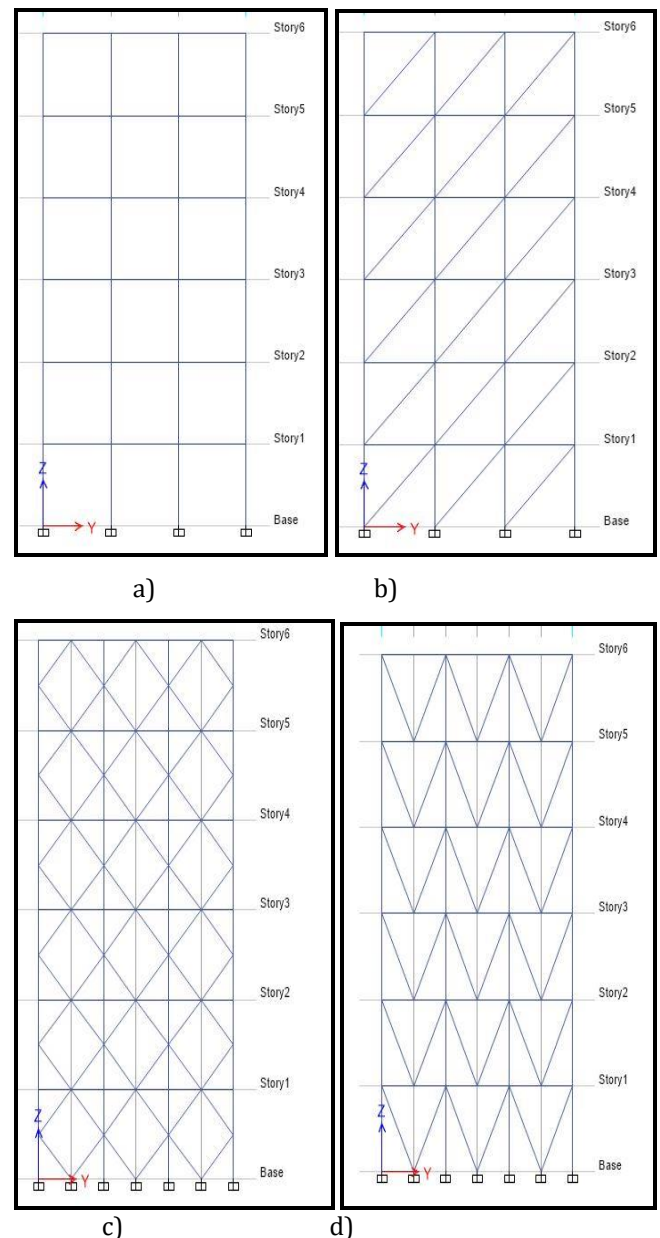 Story6
Story5
Story4
Story3
Story2
Story1
Z
Y
Base
Story6
Story5
Story4
Story3
Story2
Story1
Z
Y
Base
a) b)
Story6
Story5
Story4
Story3
Story2
Story1
Z
Y
Base
Story6
Story5
Story4
Story3
Story2
Story1
Z
Y
Base
c) d)